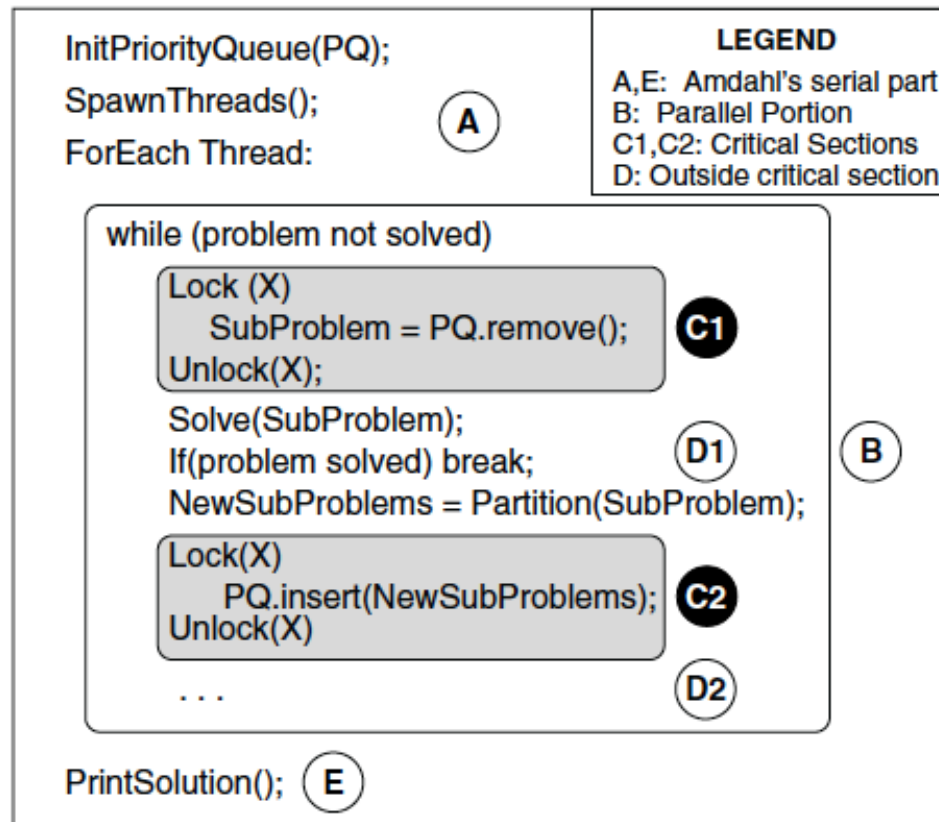 InitPriorityQueue(PQ);
SpawnThreads();
ForEach Thread:
A
LEGEND
A,E: Amdahl's serial part
B: Parallel Portion
C1,C2: Critical Sections
D: Outside critical section
while (problem not solved)
Lock (X)
SubProblem = PQ.remove();
Unlock(X);
C1
Solve(SubProblem);
If(problem solved) break;
NewSubProblems = Partition(SubProblem);
D1
B
Lock(X)
PQ.insert(NewSubProblems);
Unlock(X)
C2
. . .
D2
PrintSolution();
E